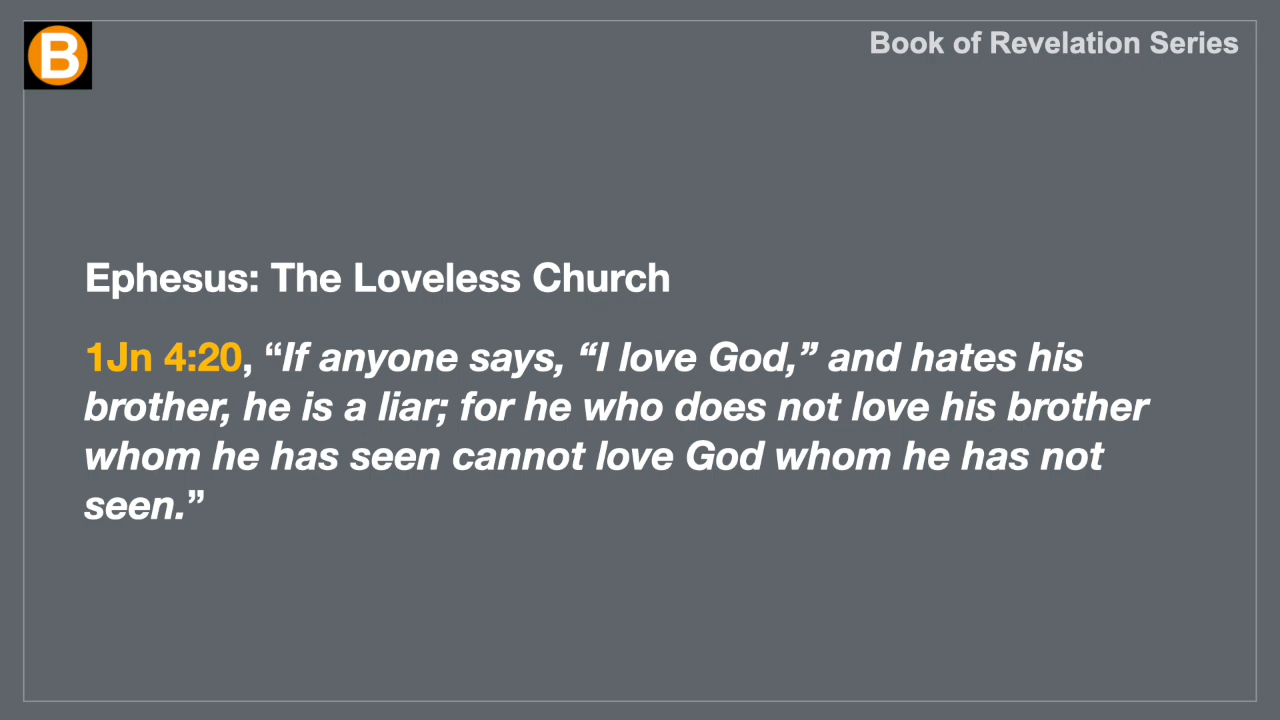 B
Book of Revelation Series
Ephesus: The Loveless Church
1Jn 4:20, “If anyone says, “I love God,” and hates his
brother, he is a liar; for he who does not love his brother
whom he has seen cannot love God whom he has not
seen.”